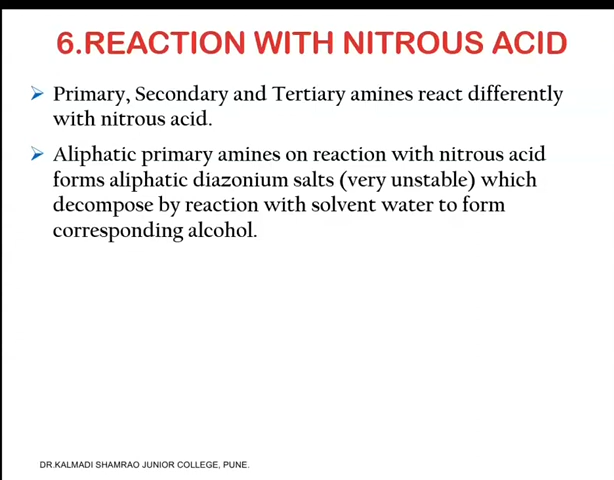 6.REACTION WITH NITROUS ACID
➢ Primary, Secondary and Tertiary amines react differently
with nitrous acid.
➢ Aliphatic primary amines on reaction with nitrous acid
forms aliphatic diazonium salts (very unstable) which
decompose by reaction with solvent water to form
corresponding alcohol.
DR.KALMADI SHAMRAO JUNIOR COLLEGE, PUNE.